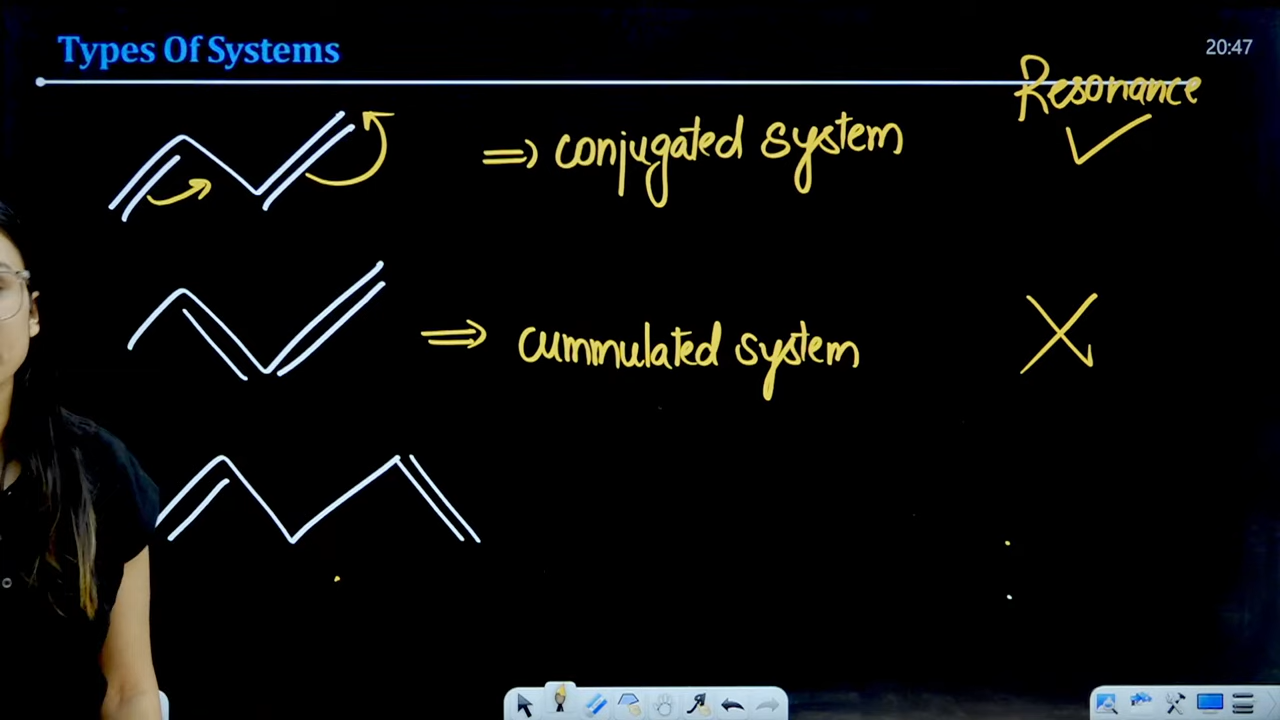 Types Of Systems
20:47
Resonance
⇒ conjugated system
⇒ cummulated system